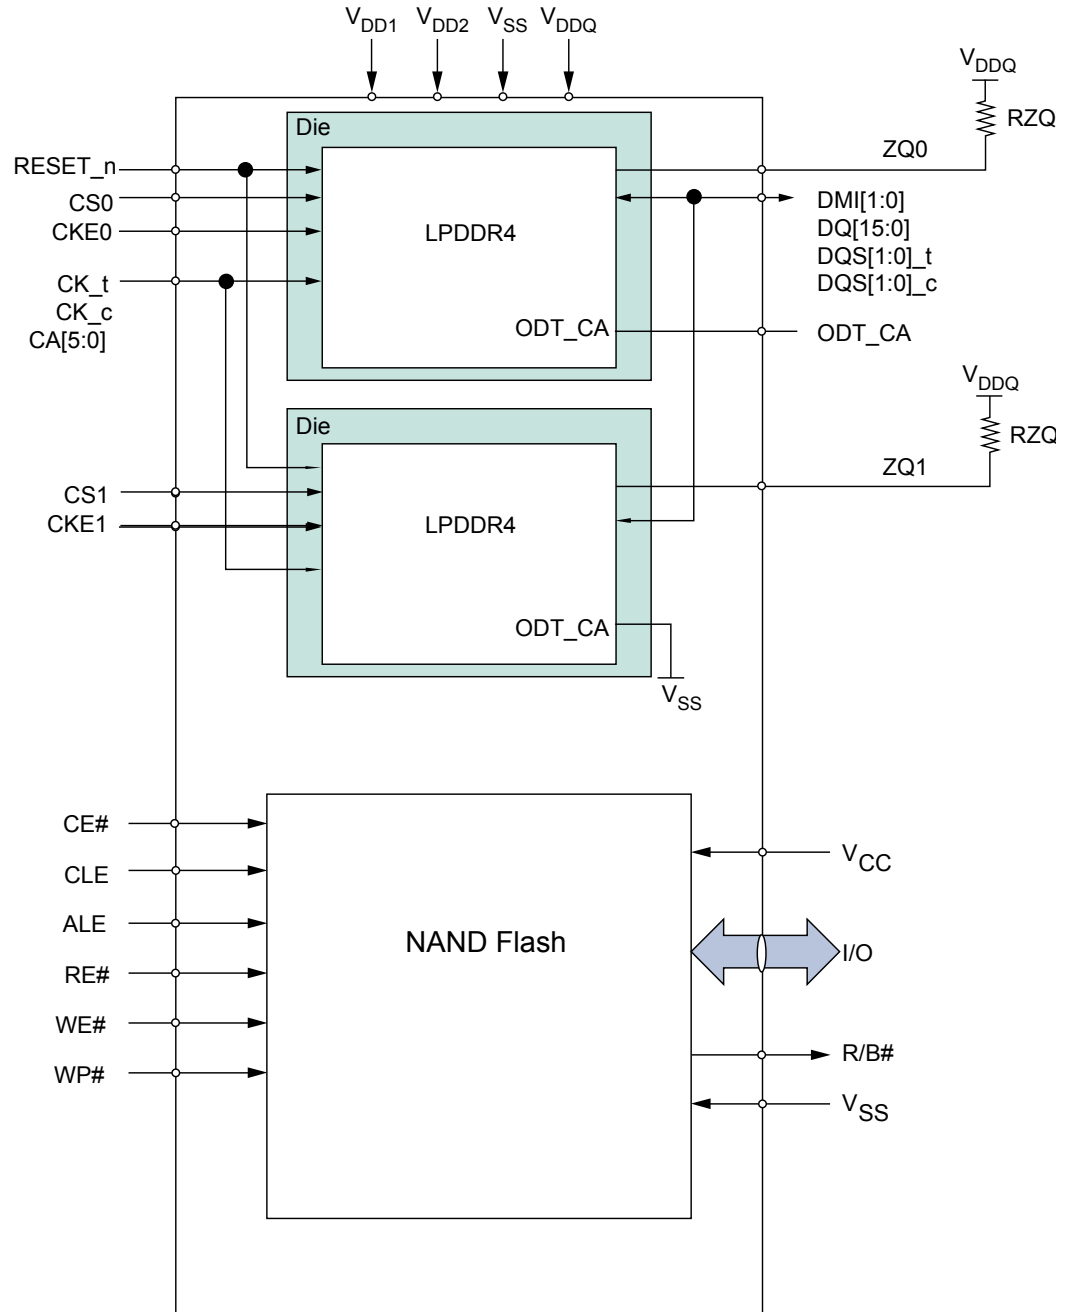 VDD1 VDD2 VSS VDDQ
VDDQ
RZQ
Die
RESET_n
ZQ0
CS0
DMI[1:0]
CKE0
LPDDR4
DQ[15:0]
DQS[1:0]_t
CK_t
DQS[1:0]_c
CK_c
CA[5:0]
ODT_CA
ODT_CA
VDDQ
Die
RZQ
ZQ1
CS1
CKE1
LPDDR4
ODT_CA
VSS
CE#
VCC
CLE
ALE
NAND Flash
I/O
RE#
WE#
R/B#
WP#
VSS